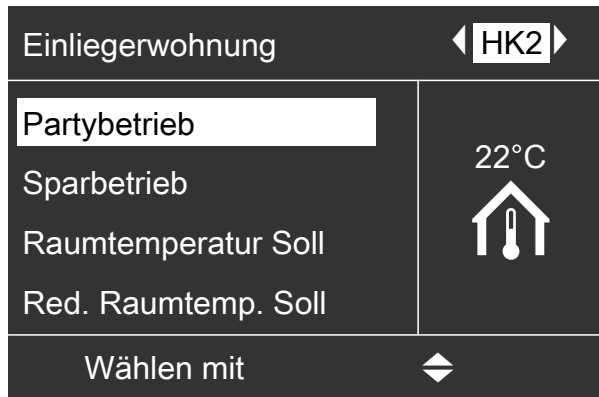 Einliegerwohnung HK2
Partybetrieb
22°C
Sparbetrieb
Raumtemperatur Soll
Red. Raumtemp. Soll
Wählen mit